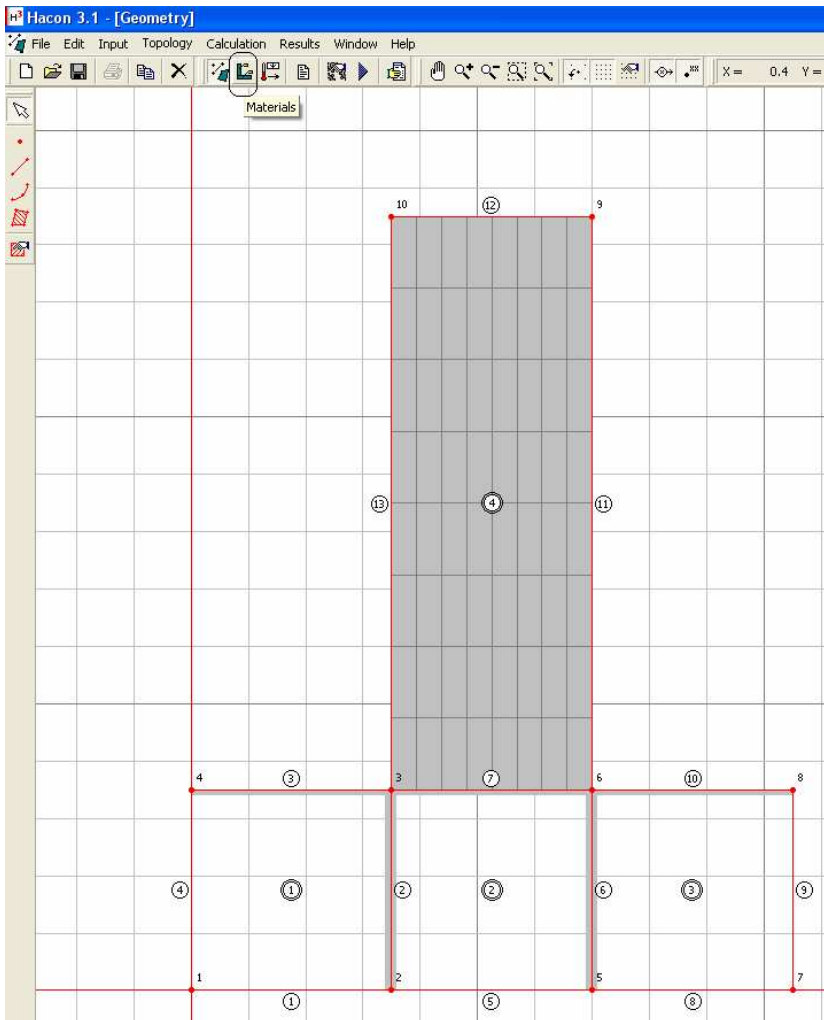 H³ Hacon 3.1 - [Geometry]
File Edit Input Topology Calculation Results Window Help
X = 0.4 Y =
Materials
10 12 9
13 4 11
4 3 3 7 6 10 8
4 1 2 2 6 3 9
1 2 5 7
1 5 8